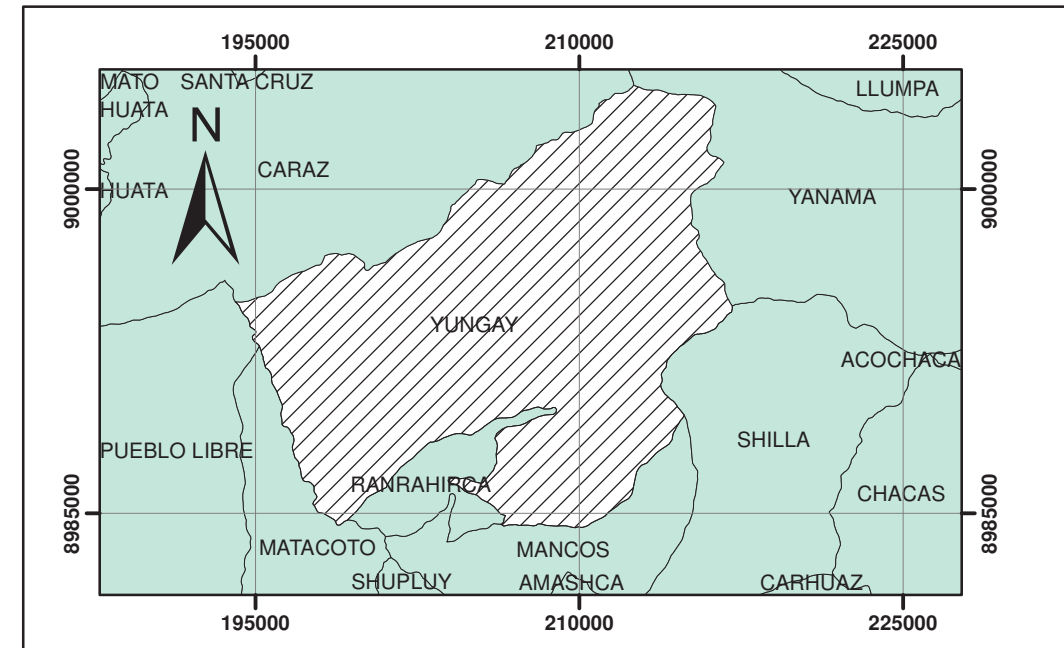 195000 210000 225000
MATO SANTA CRUZ
LLUMPA
HUATA
N
CARAZ
9000000 HUATA YANAMA 9000000
YUNGAY
ACOCHACA
PUEBLO LIBRE SHILLA
RANRAHIRCA
CHACAS
8985000 8985000
MATACOTO MANCOS
SHUPLUY AMASHCA CARHUAZ
195000 210000 225000